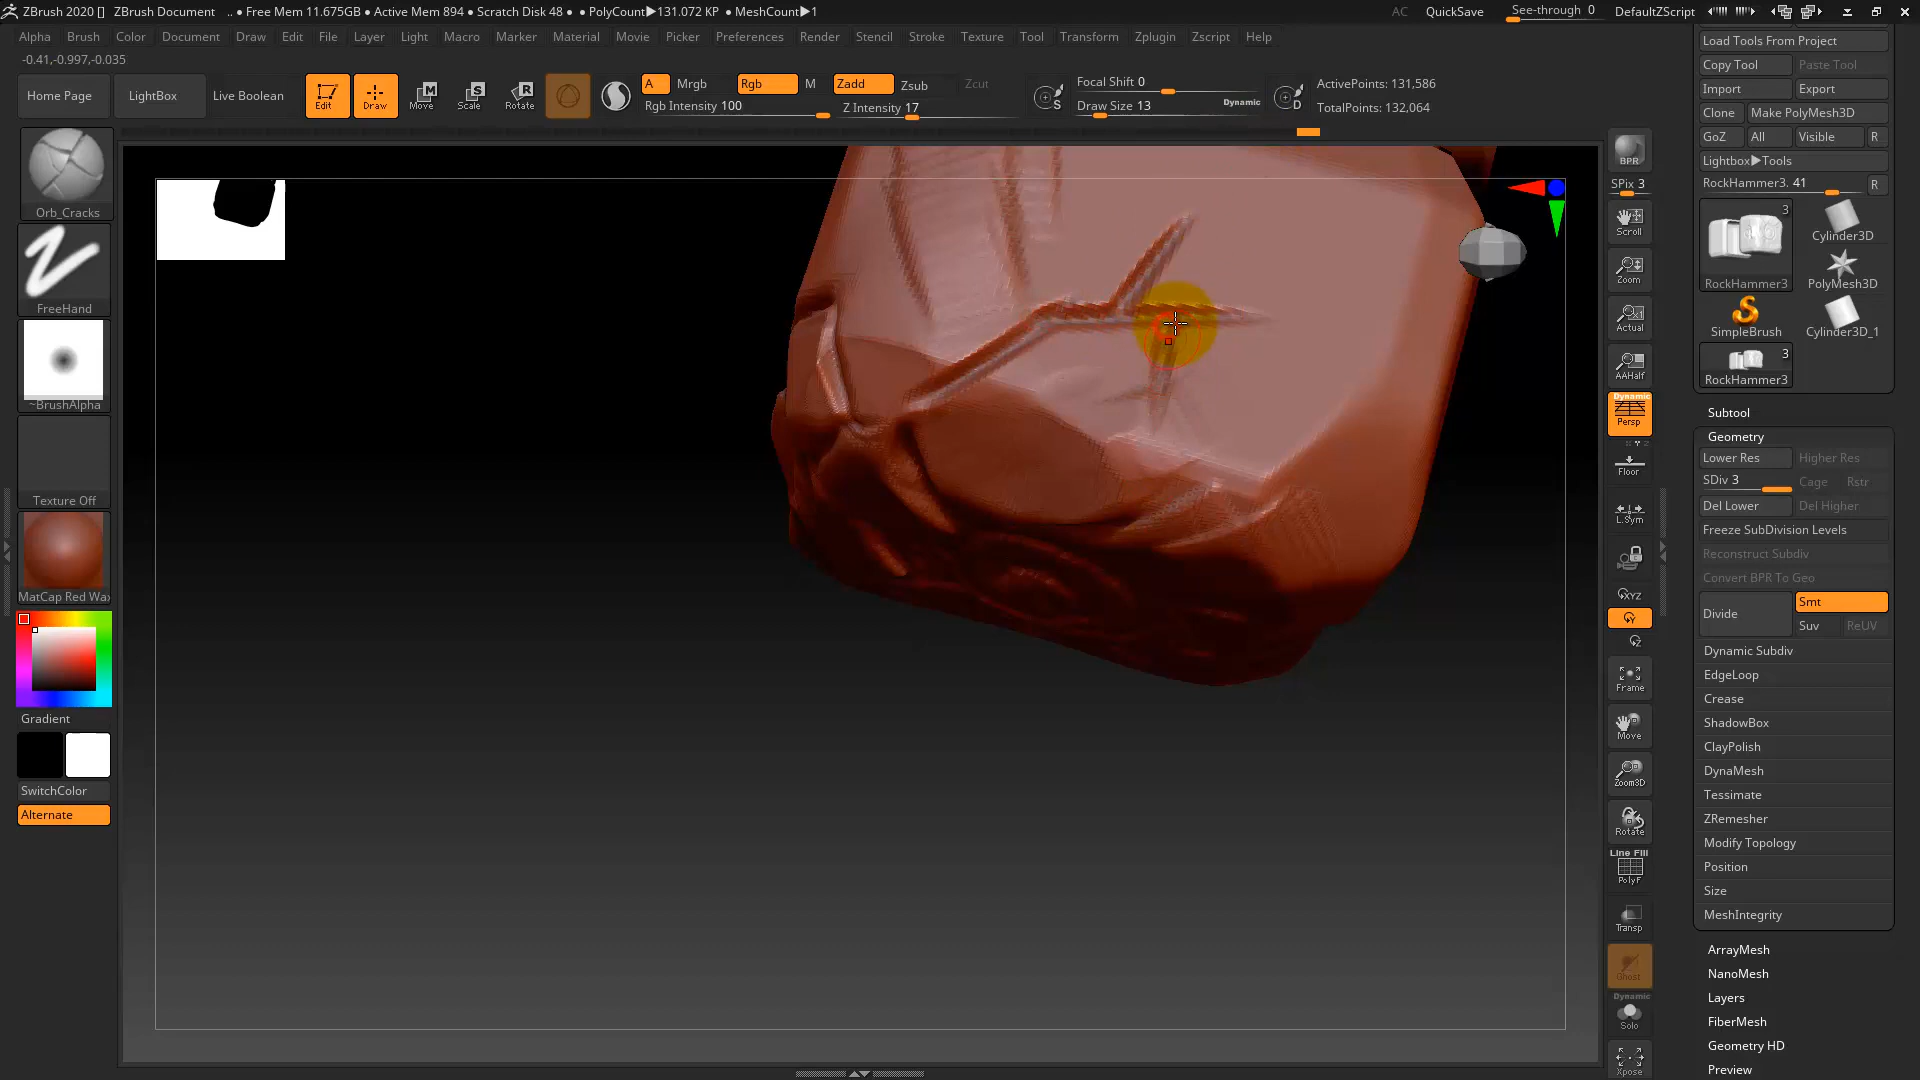 ZBrush 2020 [] ZBrush Document .. • Free Mem 11.675GB • Active Mem 894 • Scratch Disk 48 • • PolyCount▶131.072 KP • MeshCount▶1 AC QuickSave See-through 0 DefaultZScript
Alpha Brush Color Document Draw Edit File Layer Light Macro Marker Material Movie Picker Preferences Render Stencil Stroke Texture Tool Transform Zplugin Zscript Help
-0.41,-0.997,-0.035
Home Page LightBox Live Boolean Edit Draw Move Scale Rotate
A Mrgb Rgb M Zadd Zsub Zcut
Rgb Intensity 100 Z Intensity 17
S Focal Shift 0
Draw Size 13 Dynamic D
ActivePoints: 131,586
TotalPoints: 132,064
Orb_Cracks
FreeHand
~BrushAlpha
Texture Off
MatCap Red Wax
Gradient
SwitchColor
Alternate
BPR
SPix 3
Scroll
Zoom
Actual
AAHalf
Dynamic
Persp
Floor
L.Sym
XYZ
Y
Z
Frame
Move
Zoom3D
Rotate
Line Fill
PolyF
Transp
Ghost
Dynamic
Solo
Xpose
Load Tools From Project
Copy Tool Paste Tool
Import Export
Clone Make PolyMesh3D
GoZ All Visible R
Lightbox▶Tools
RockHammer3. 41 R
3
RockHammer3
Cylinder3D
PolyMesh3D
SimpleBrush
Cylinder3D_1
3
RockHammer3
Subtool
Geometry
Lower Res Higher Res
SDiv 3 Cage Rstr
Del Lower Del Higher
Freeze SubDivision Levels
Reconstruct Subdiv
Convert BPR To Geo
Divide Smt
Suv ReUV
Dynamic Subdiv
EdgeLoop
Crease
ShadowBox
ClayPolish
DynaMesh
Tessimate
ZRemesher
Modify Topology
Position
Size
MeshIntegrity
ArrayMesh
NanoMesh
Layers
FiberMesh
Geometry HD
Preview